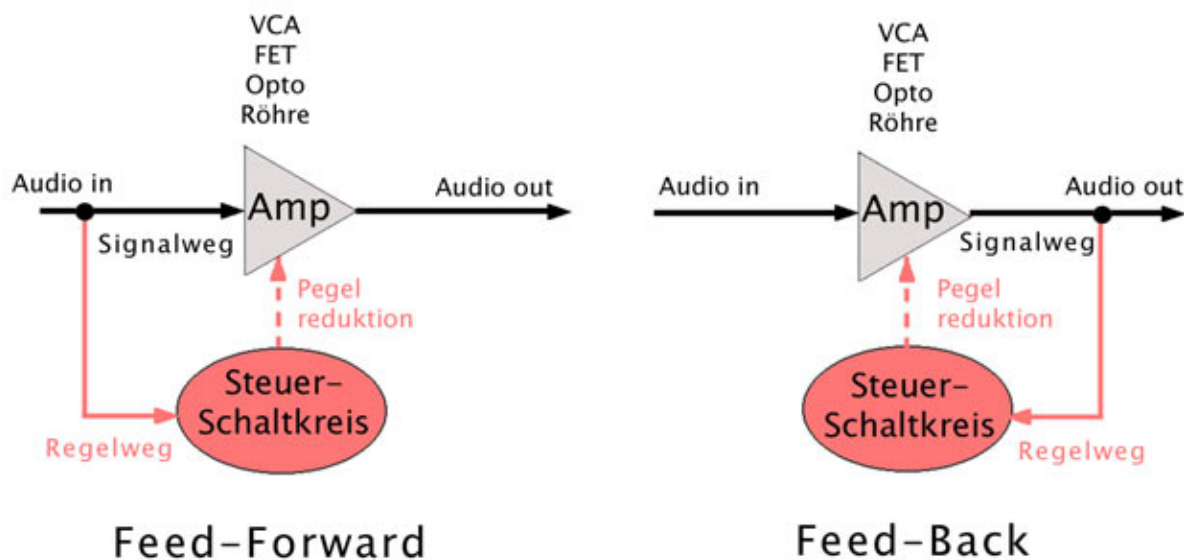 VCA
FET
Opto
Röhre
Audio in
Amp
Audio out
Signalweg
Pegel
reduktion
Steuer-
Schaltkreis
Regelweg
Feed-Forward
VCA
FET
Opto
Röhre
Audio in
Amp
Audio out
Signalweg
Pegel
reduktion
Steuer-
Schaltkreis
Regelweg
Feed-Back